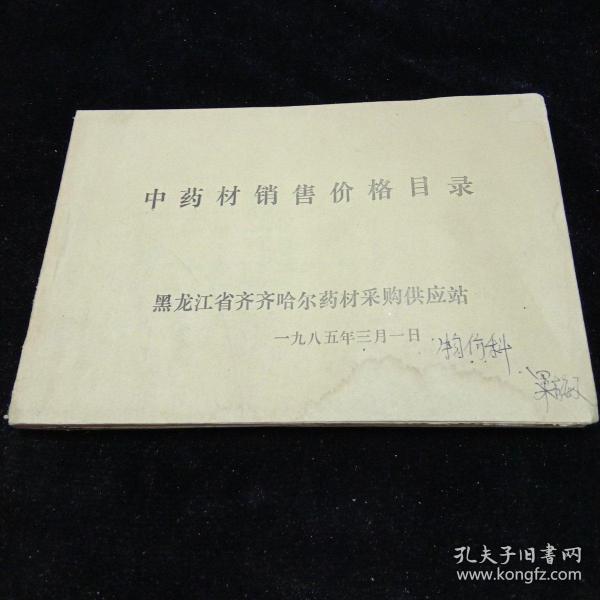 中药材销售价格目录
黑龙江省齐齐哈尔药材采购供应站
一九八五年三月一日
物价科
孔夫子旧书网
www.kongfz.com